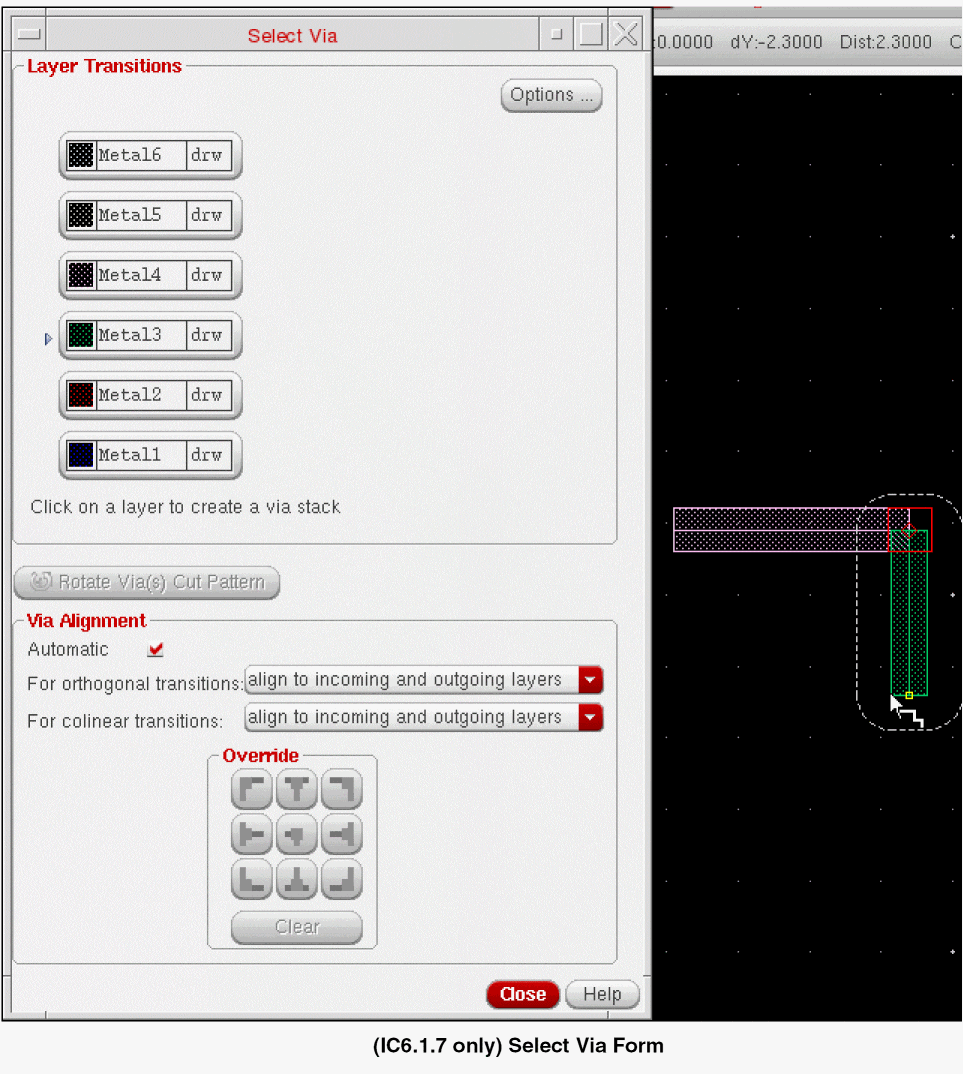 Select Via
:0.0000 dY:-2.3000 Dist:2.3000 C
Layer Transitions
Options ...
Metal6 drw
Metal5 drw
Metal4 drw
Metal3 drw
Metal2 drw
Metal1 drw
Click on a layer to create a via stack
Rotate Via(s) Cut Pattern
Via Alignment
Automatic
For orthogonal transitions: align to incoming and outgoing layers
For colinear transitions: align to incoming and outgoing layers
Override
Clear
Close Help
(IC6.1.7 only) Select Via Form